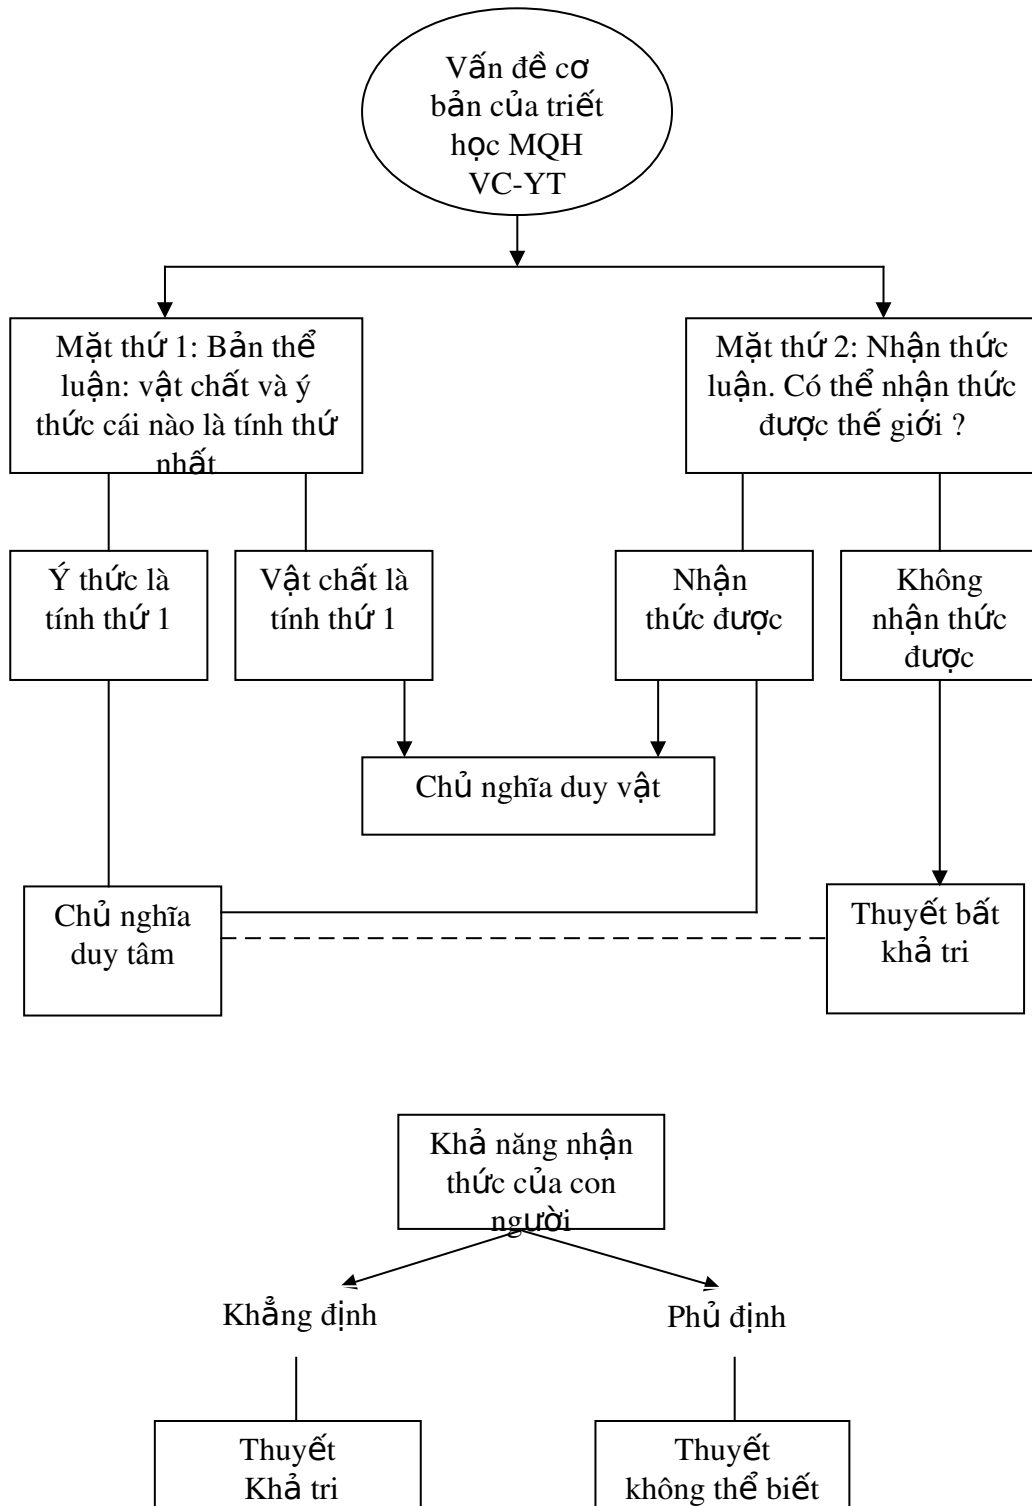 Vấn đề cơ
bản của triết
học MQH
VC-YT
Mặt thứ 1: Bản thể
luận: vật chất và ý
thức cái nào là tính thứ
nhất
Mặt thứ 2: Nhận thức
luận. Có thể nhận thức
được thế giới ?
Ý thức là
tính thứ 1
Vật chất là
tính thứ 1
Nhận
thức được
Không
nhận thức
được
Chủ nghĩa duy vật
Chủ nghĩa
duy tâm
Thuyết bất
khả tri
Khả năng nhận
thức của con
người
Khẳng định
Phủ định
Thuyết
Khả tri
Thuyết
không thể biết